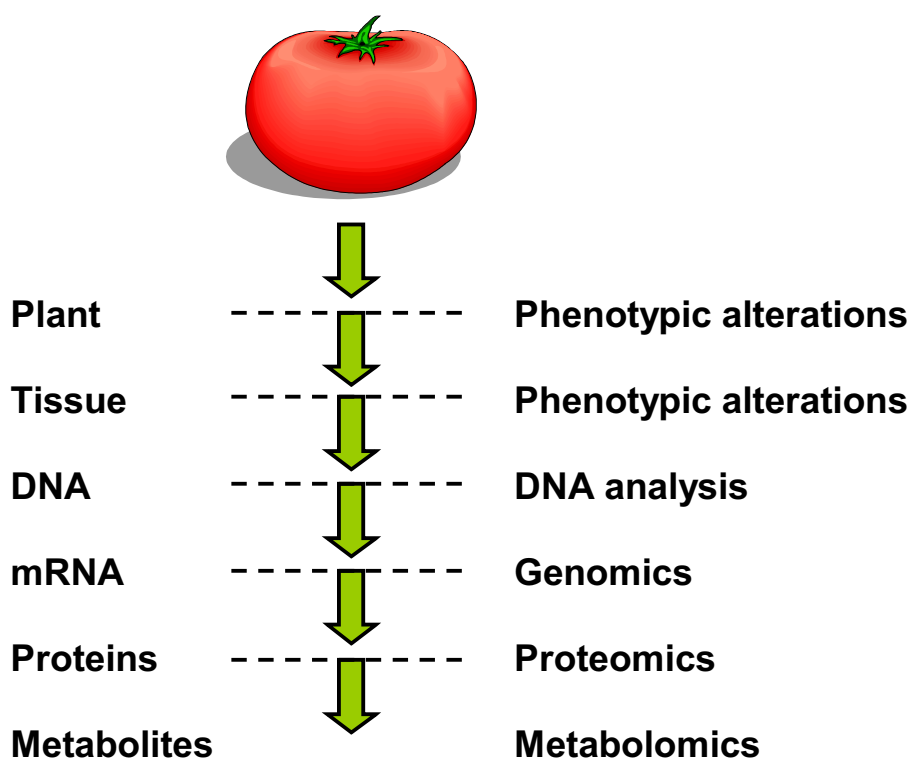 Plant Phenotypic alterations
Tissue Phenotypic alterations
DNA DNA analysis
mRNA Genomics
Proteins Proteomics
Metabolites Metabolomics